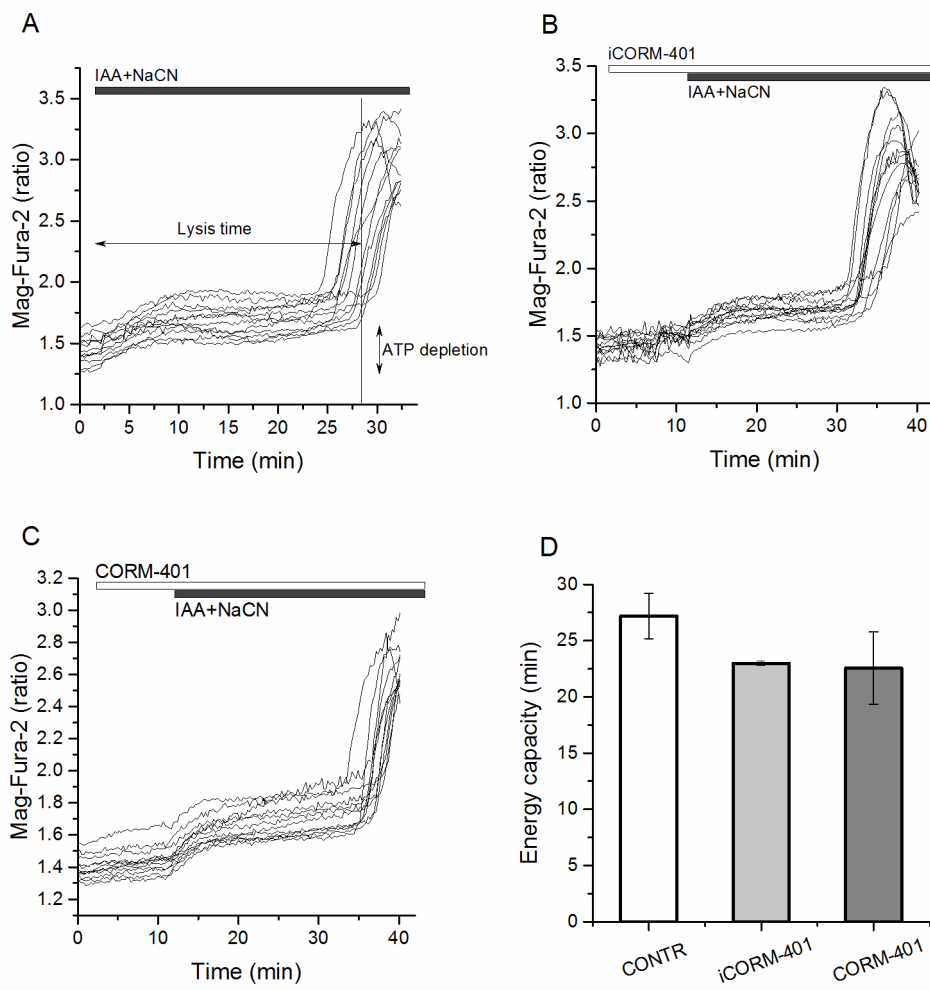 A
IAA+NaCN
3.5
3.0
2.5
2.0
1.5
1.0
Mag-Fura-2 (ratio)
Lysis time
ATP depletion
0 5 10 15 20 25 30
Time (min)
B
iCORM-401
IAA+NaCN
3.5
3.0
2.5
2.0
1.5
1.0
Mag-Fura-2 (ratio)
0 10 20 30 40
Time (min)
C
CORM-401
IAA+NaCN
3.2
3.0
2.8
2.6
2.4
2.2
2.0
1.8
1.6
1.4
1.2
Mag-Fura-2 (ratio)
0 10 20 30 40
Time (min)
D
30
25
20
15
10
5
0
Energy capacity (min)
CONTR
iCORM-401
CORM-401